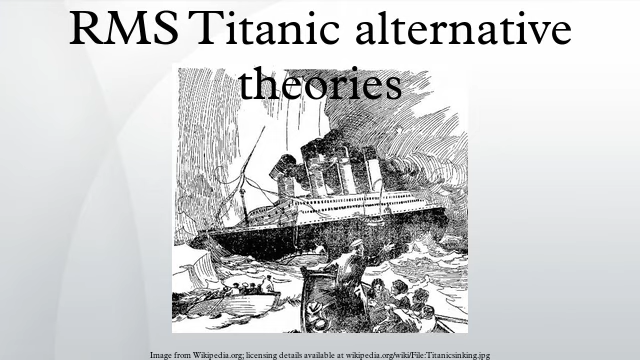 RMS Titanic alternative
theories
Image from Wikipedia.org; licensing details available at wikipedia.org/wiki/File:Titanicsinking.jpg